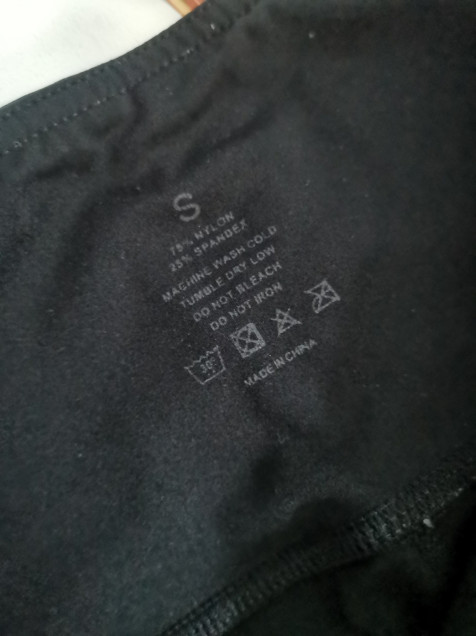 S
75% NYLON
25% SPANDEX
MACHINE WASH COLD
TUMBLE DRY LOW
DO NOT BLEACH
DO NOT IRON
30°
MADE IN CHINA